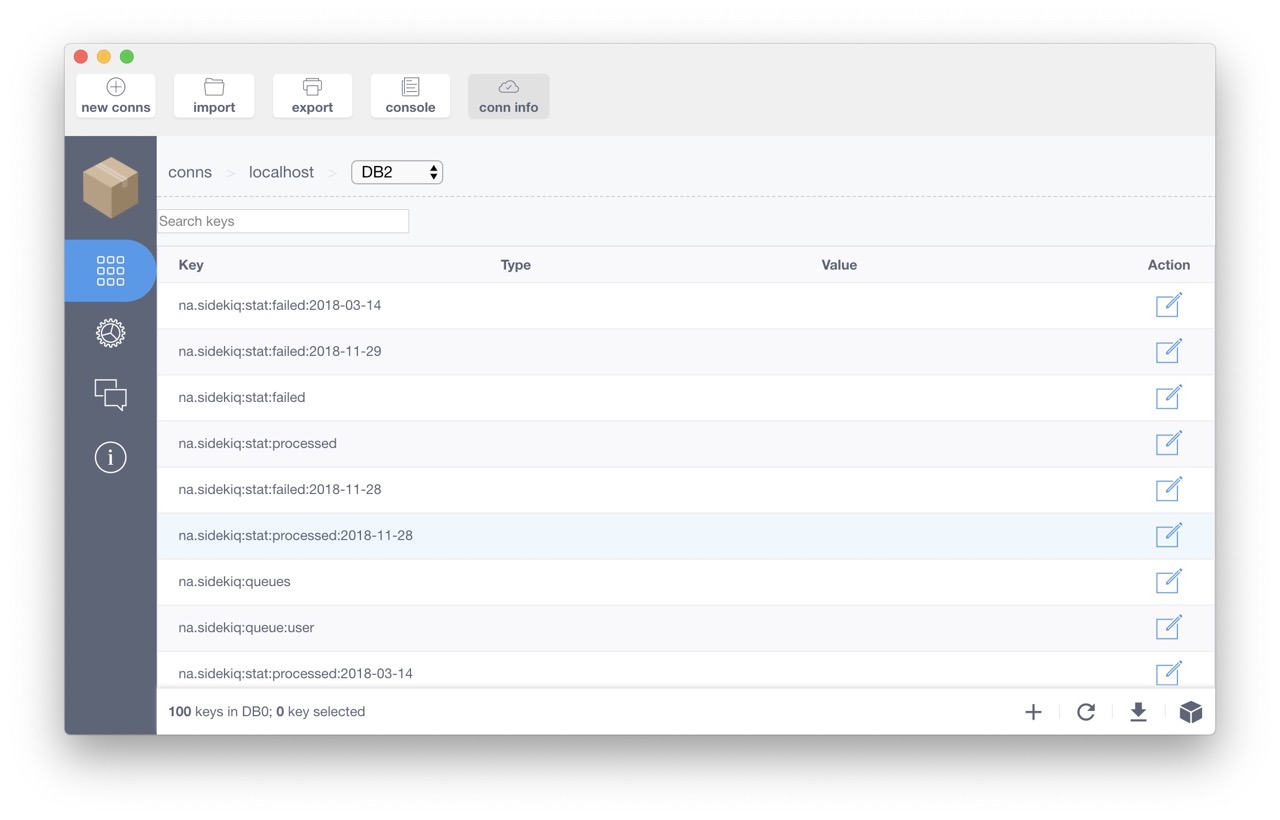 new conns import export console conn info
conns > localhost > DB2
Search keys
Key Type Value Action
na.sidekiq:stat:failed:2018-03-14
na.sidekiq:stat:failed:2018-11-29
na.sidekiq:stat:failed
na.sidekiq:stat:processed
na.sidekiq:stat:failed:2018-11-28
na.sidekiq:stat:processed:2018-11-28
na.sidekiq:queues
na.sidekiq:queue:user
na.sidekiq:stat:processed:2018-03-14
100 keys in DB0; 0 key selected